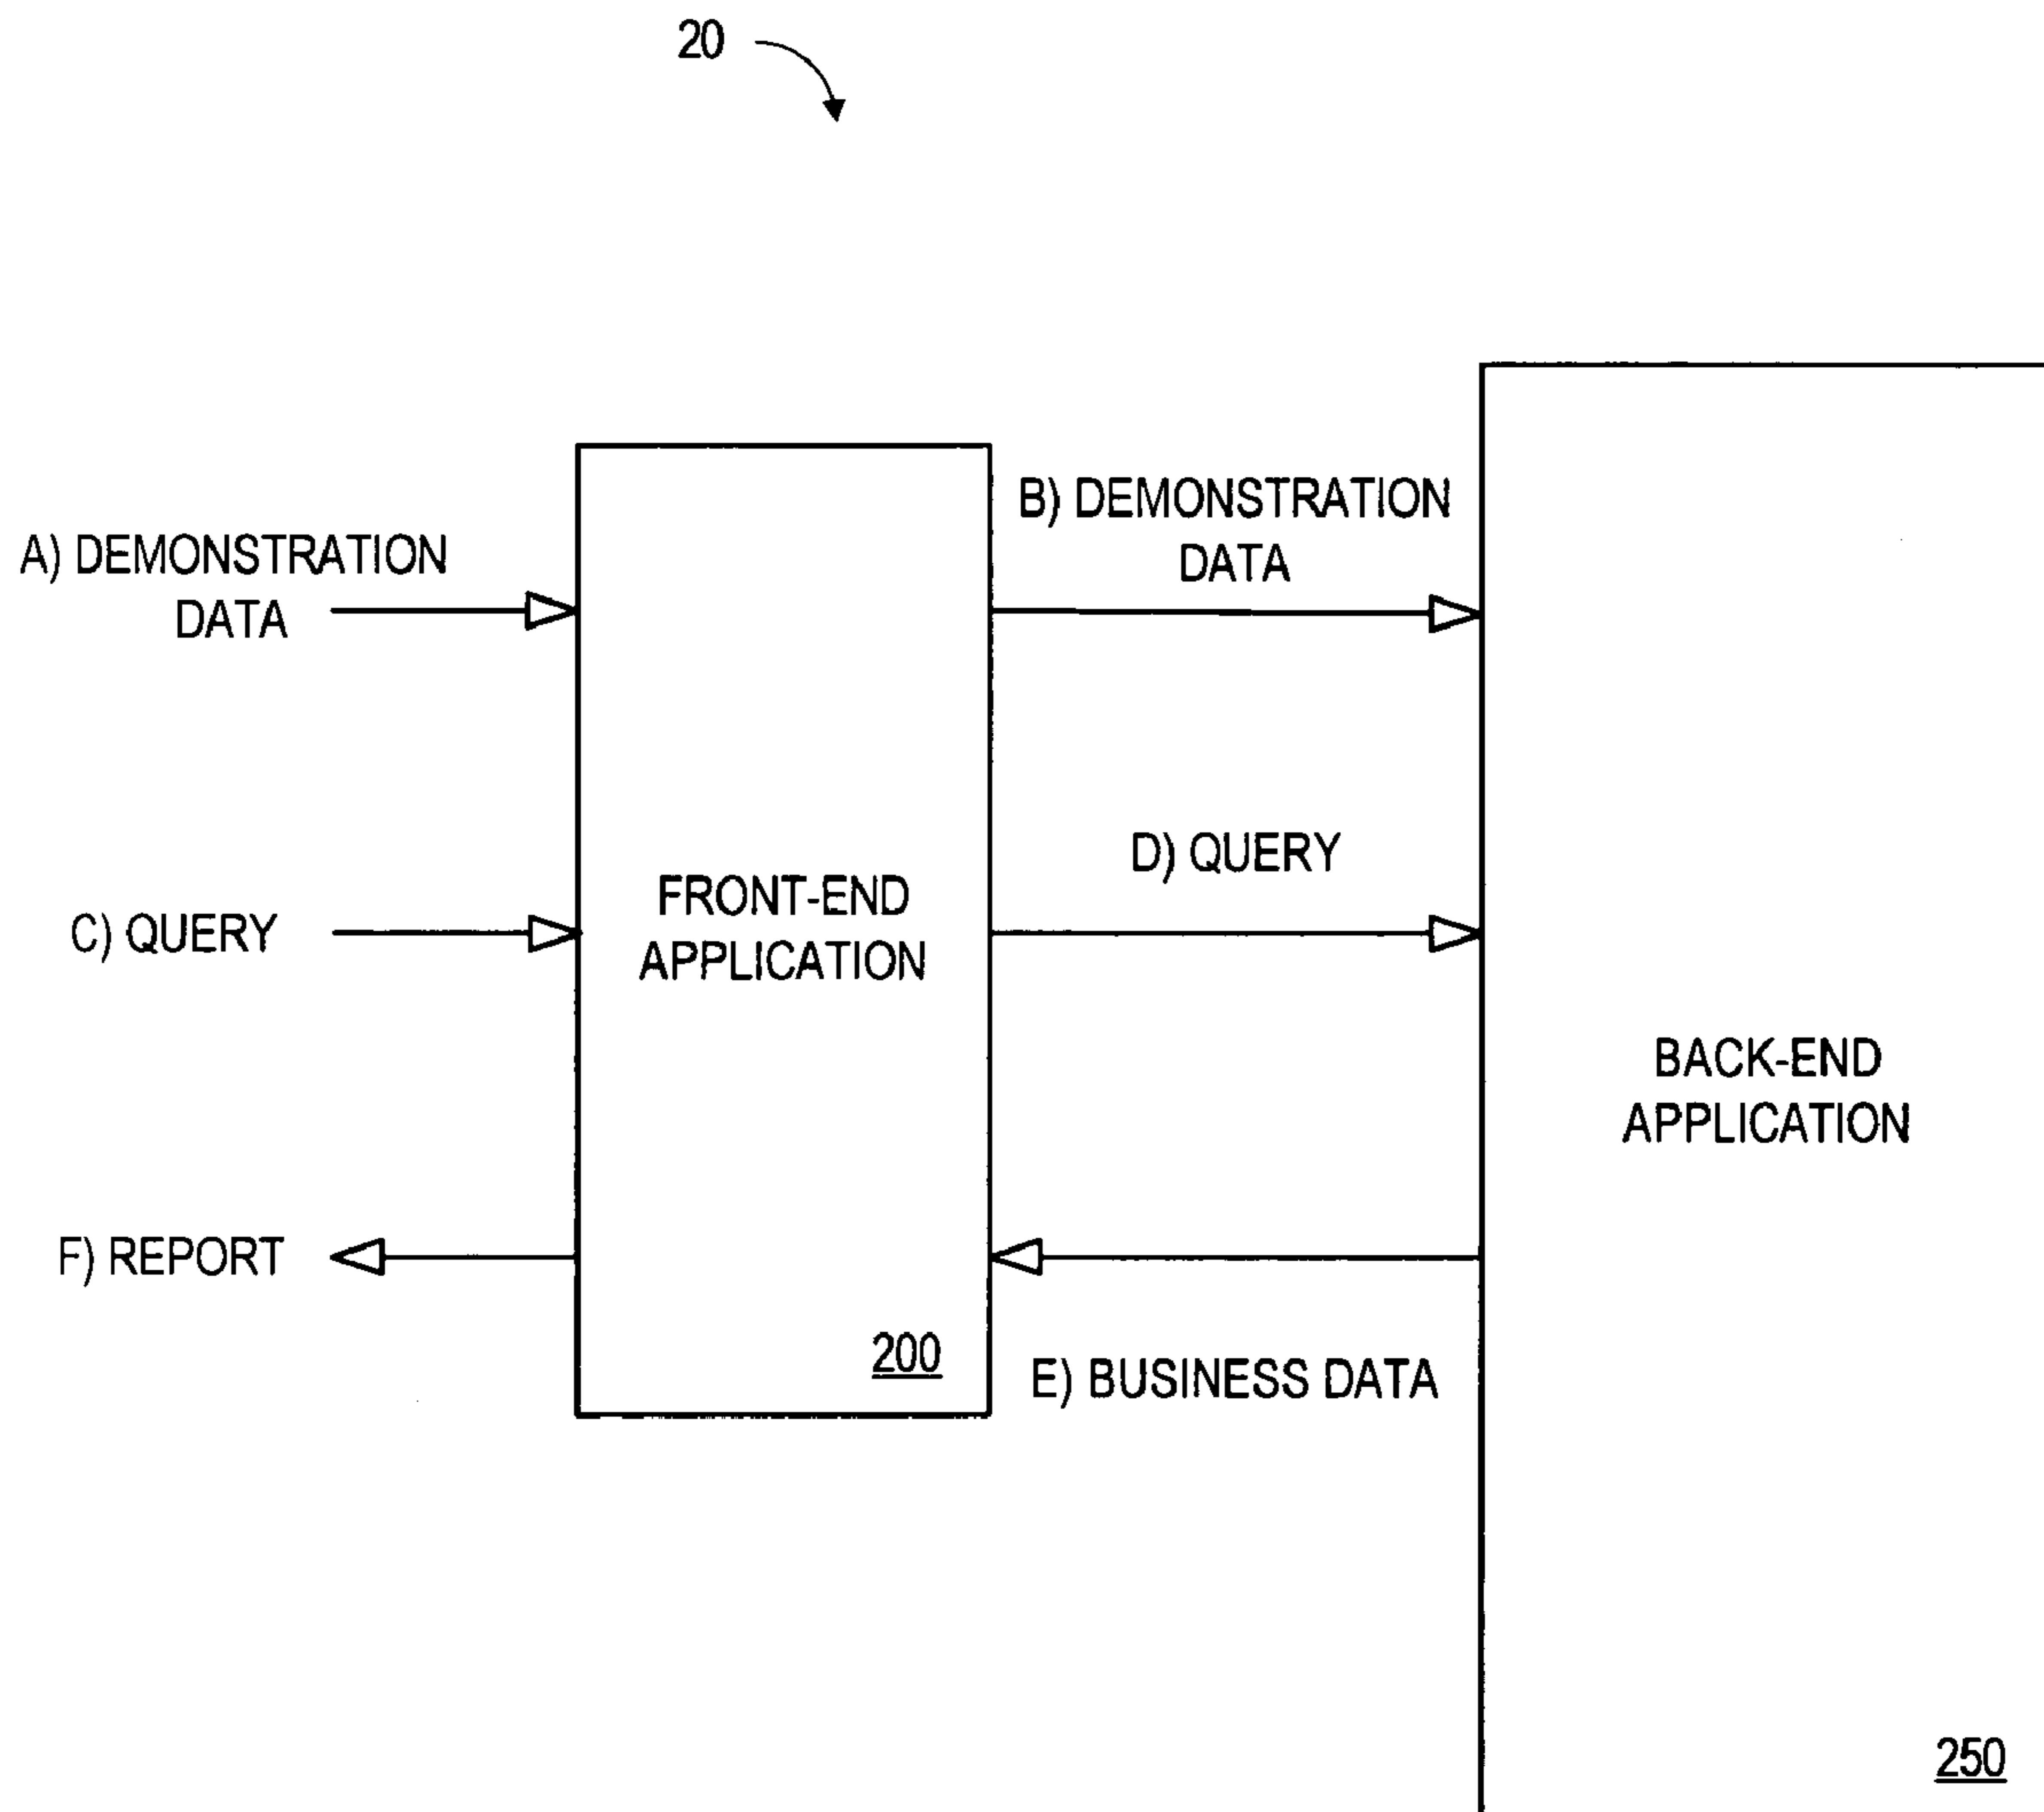 20
A) DEMONSTRATION
DATA
B) DEMONSTRATION
DATA
C) QUERY
FRONT-END
APPLICATION
D) QUERY
BACK-END
APPLICATION
F) REPORT
200
E) BUSINESS DATA
250